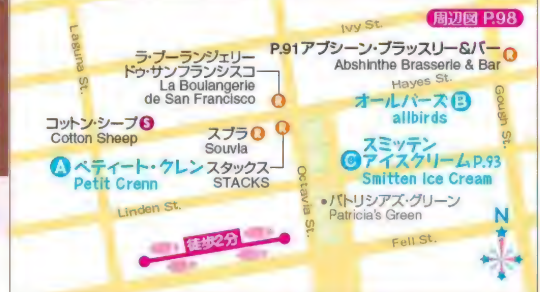 周辺図 P.98
Ivy St.
Laguna St.
P.91アブシーン・ブラッスリー&バー R
Abshinthe Brasserie & Bar
ラ・ブーランジェリー
ドゥ・サンフランシスコ
La Boulangerie
de San Francisco
R
Hayes St.
Gough St.
オールバーズ B
allbirds
コットン・シープ S
Cotton Sheep
スブラ R
Souvla
R
スタックス
STACKS
A ペティート・クレン
Petit Crenn
スミッテン
C アイスクリーム P.93
Smitten Ice Cream
Octavia St.
パトリシアズ・グリーン
Patricia's Green
Linden St.
徒歩2分
Fell St.
N